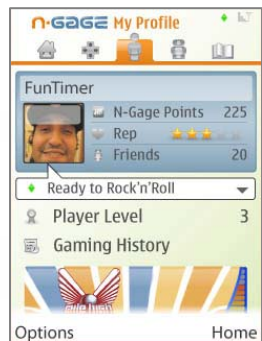 N·GAGE My Profile
FunTimer
N-Gage Points 225
Rep
Friends 20
Ready to Rock'n'Roll
Player Level 3
Gaming History
Options Home